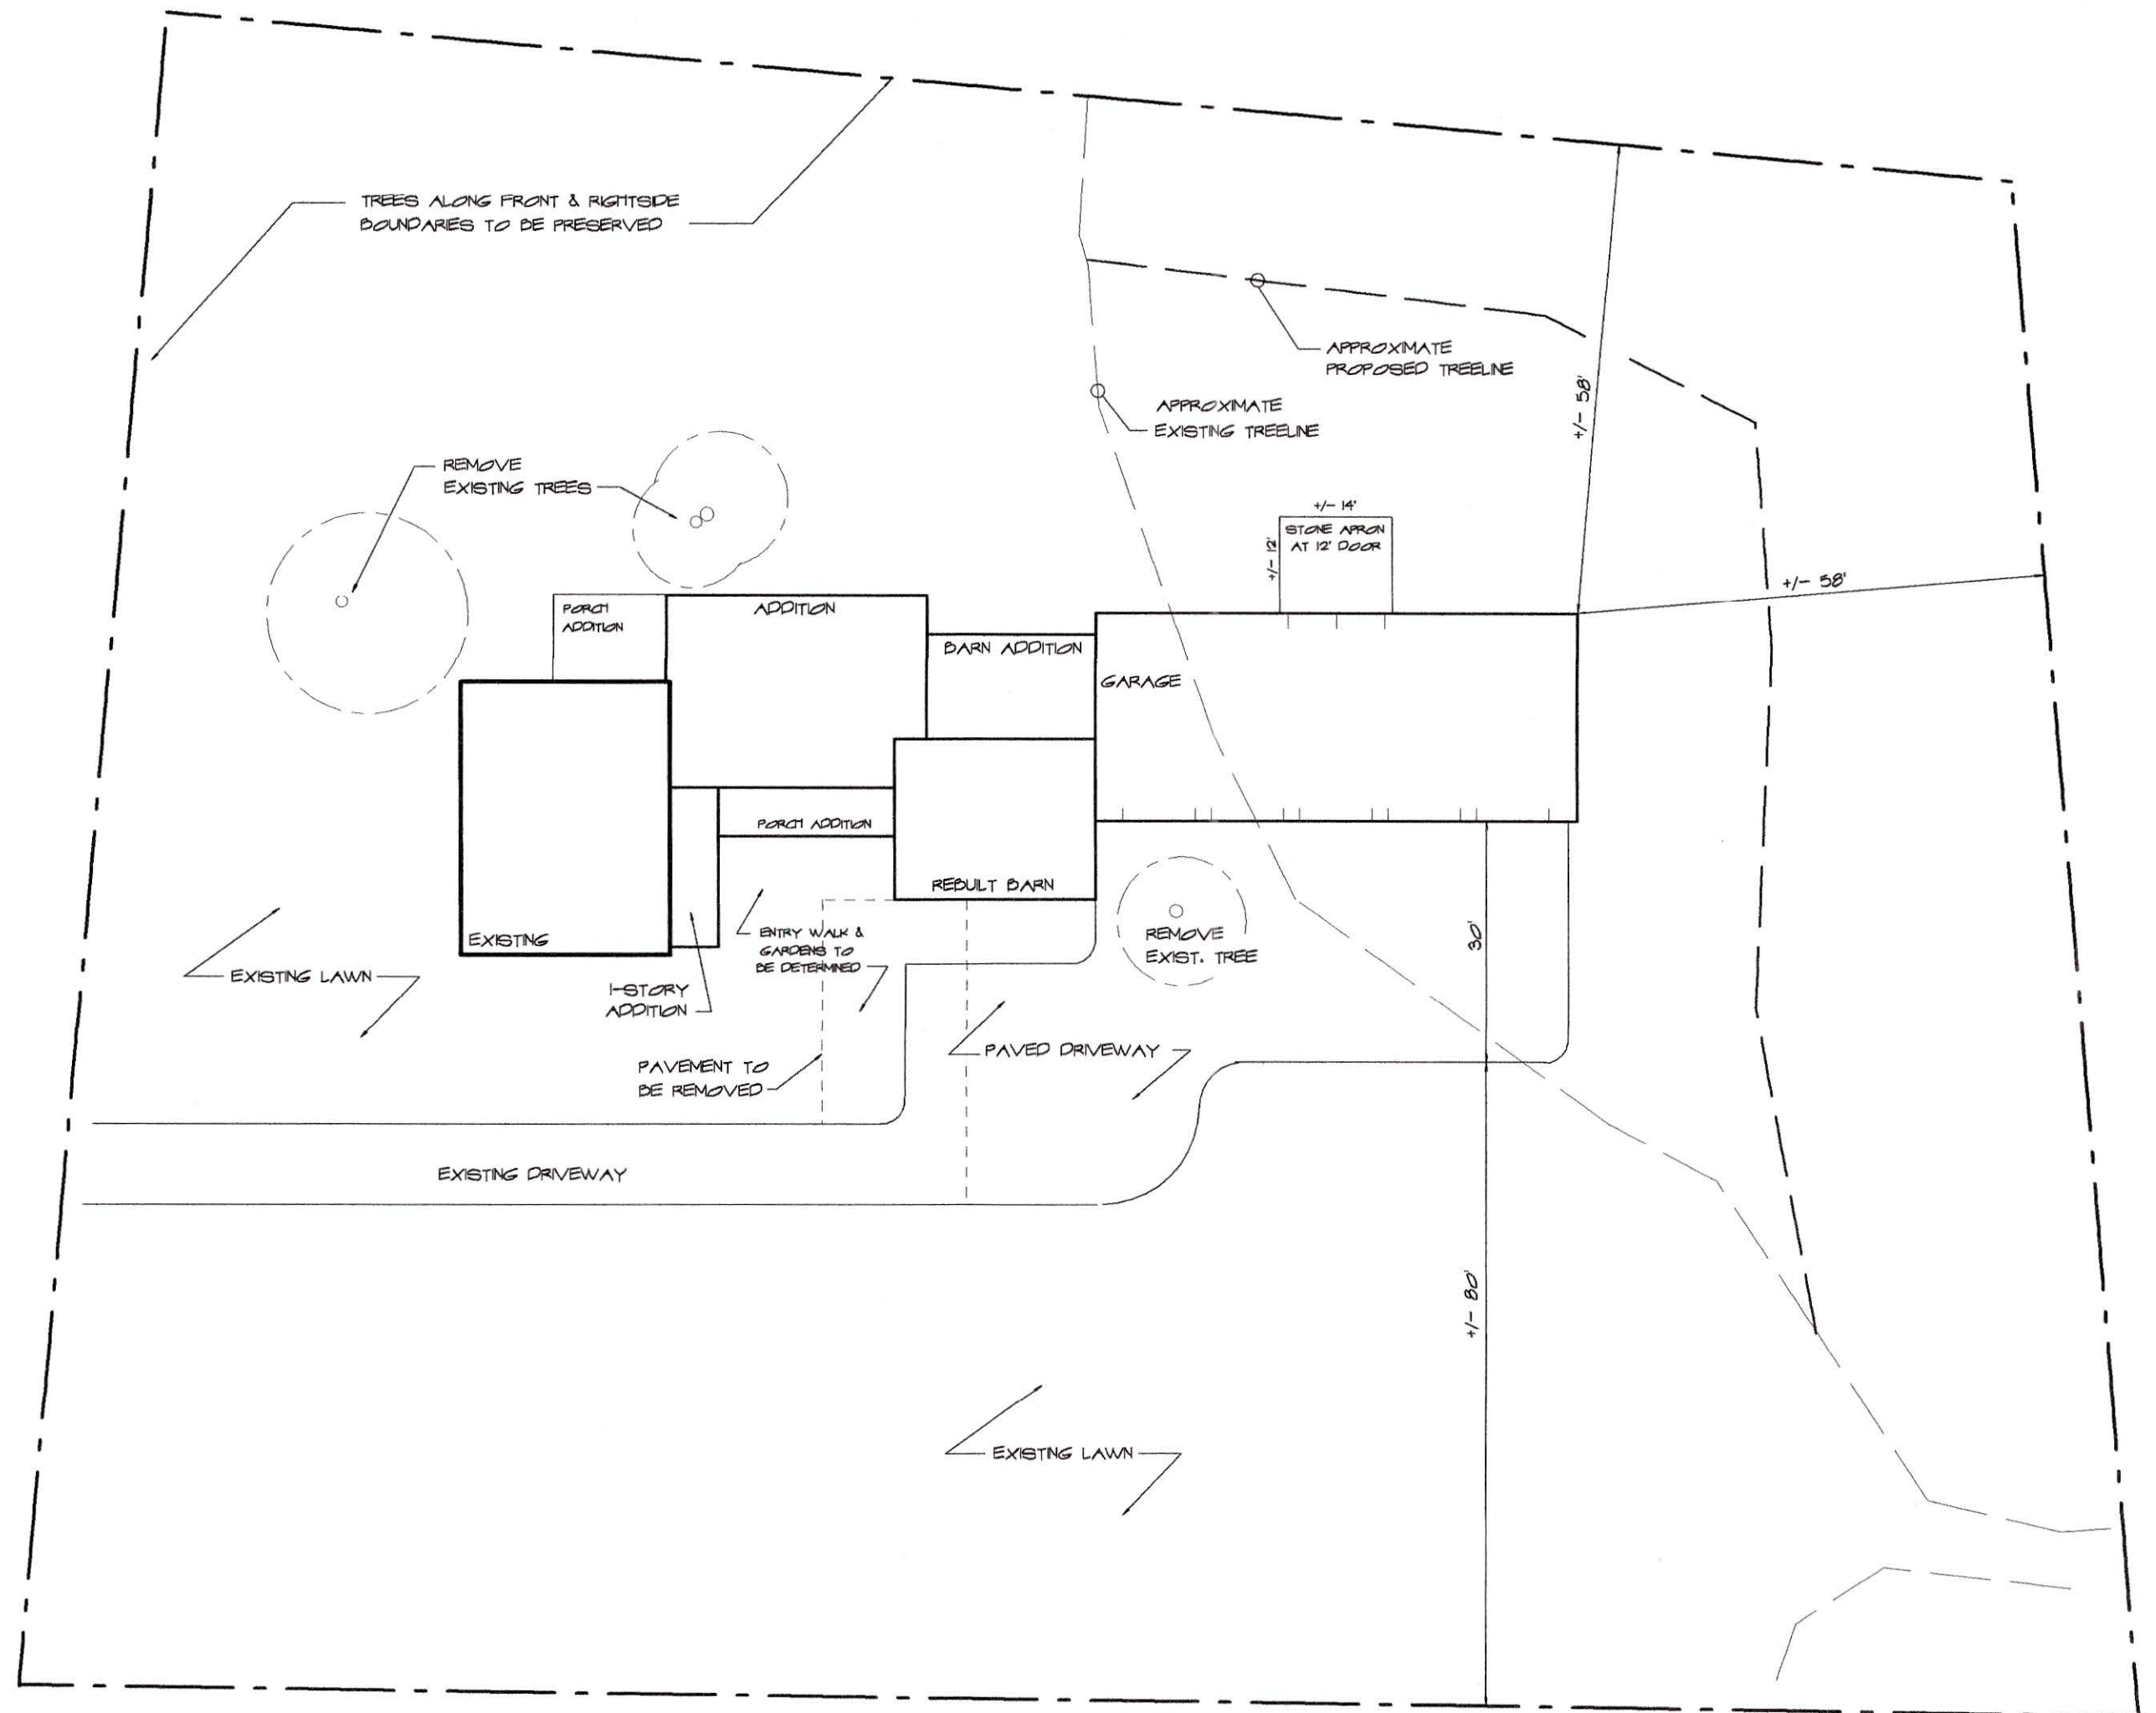 TREES ALONG FRONT & RIGHTSIDE
BOUNDARIES TO BE PRESERVED
APPROXIMATE
PROPOSED TREELINE
+/- 58'
APPROXIMATE
EXISTING TREELINE
REMOVE
EXISTING TREES
+/- 14'
STONE APRON
AT 12' DOOR
+/- 12'
+/- 58'
PORCH
ADDITION
ADDITION
BARN ADDITION
GARAGE
PORCH ADDITION
REBUILT BARN
EXISTING
ENTRY WALK &
GARDENS TO
BE DETERMINED
REMOVE
EXIST. TREE
30'
EXISTING LAWN
1-STORY
ADDITION
PAVED DRIVEWAY
PAVEMENT TO
BE REMOVED
EXISTING DRIVEWAY
+/- 80'
EXISTING LAWN